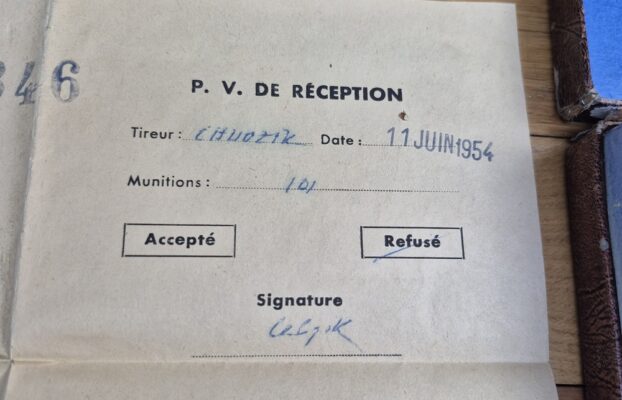 346
P. V. DE RÉCEPTION
Tireur : Date : 11 JUIN 1954
Munitions : 101
Accepté Refusé
Signature